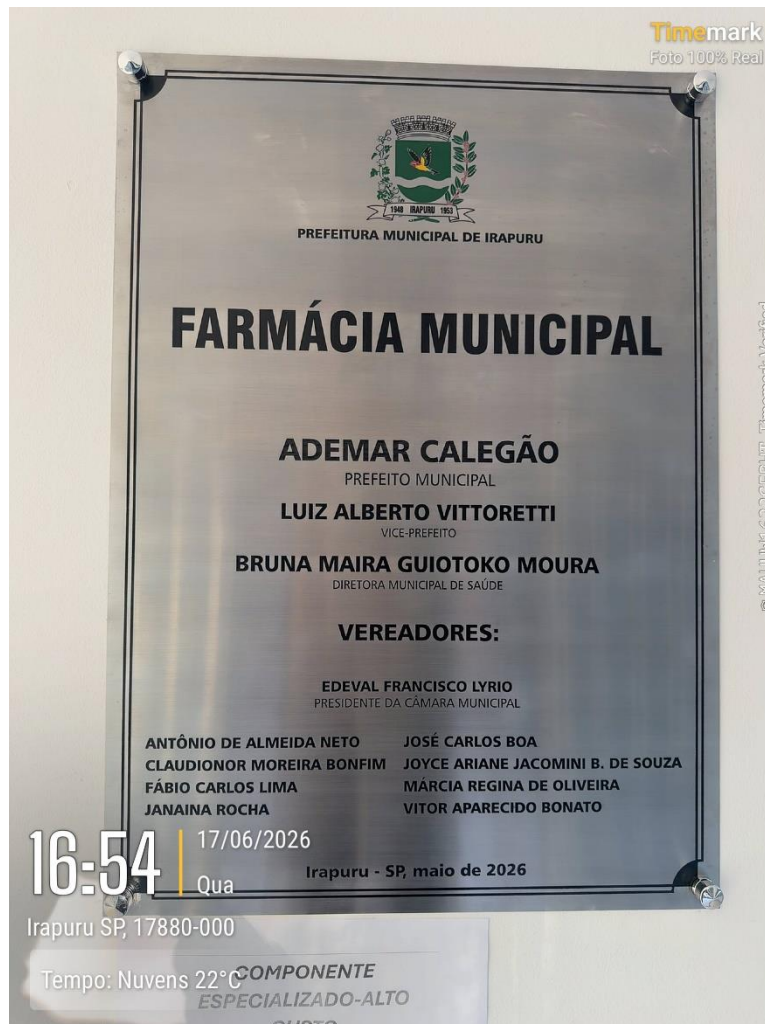 Timemark
Foto 100% Real
1948 IRAPURU 1953
PREFEITURA MUNICIPAL DE IRAPURU
FARMÁCIA MUNICIPAL
ADEMAR CALEGÃO
PREFEITO MUNICIPAL
LUIZ ALBERTO VITTORETTI
VICE-PREFEITO
BRUNA MAIRA GUIOTOKO MOURA
DIRETORA MUNICIPAL DE SAÚDE
VEREADORES:
EDEVAL FRANCISCO LYRIO
PRESIDENTE DA CÂMARA MUNICIPAL
ANTÔNIO DE ALMEIDA NETO
CLAUDIONOR MOREIRA BONFIM
FÁBIO CARLOS LIMA
JANAINA ROCHA
JOSÉ CARLOS BOA
JOYCE ARIANE JACOMINI B. DE SOUZA
MÁRCIA REGINA DE OLIVEIRA
VITOR APARECIDO BONATO
Irapuru - SP, maio de 2026
16:54
17/06/2026
Qua
Irapuru SP, 17880-000
Tempo: Nuvens 22°C
COMPONENTE
ESPECIALIZADO-ALTO
Timemark Verified